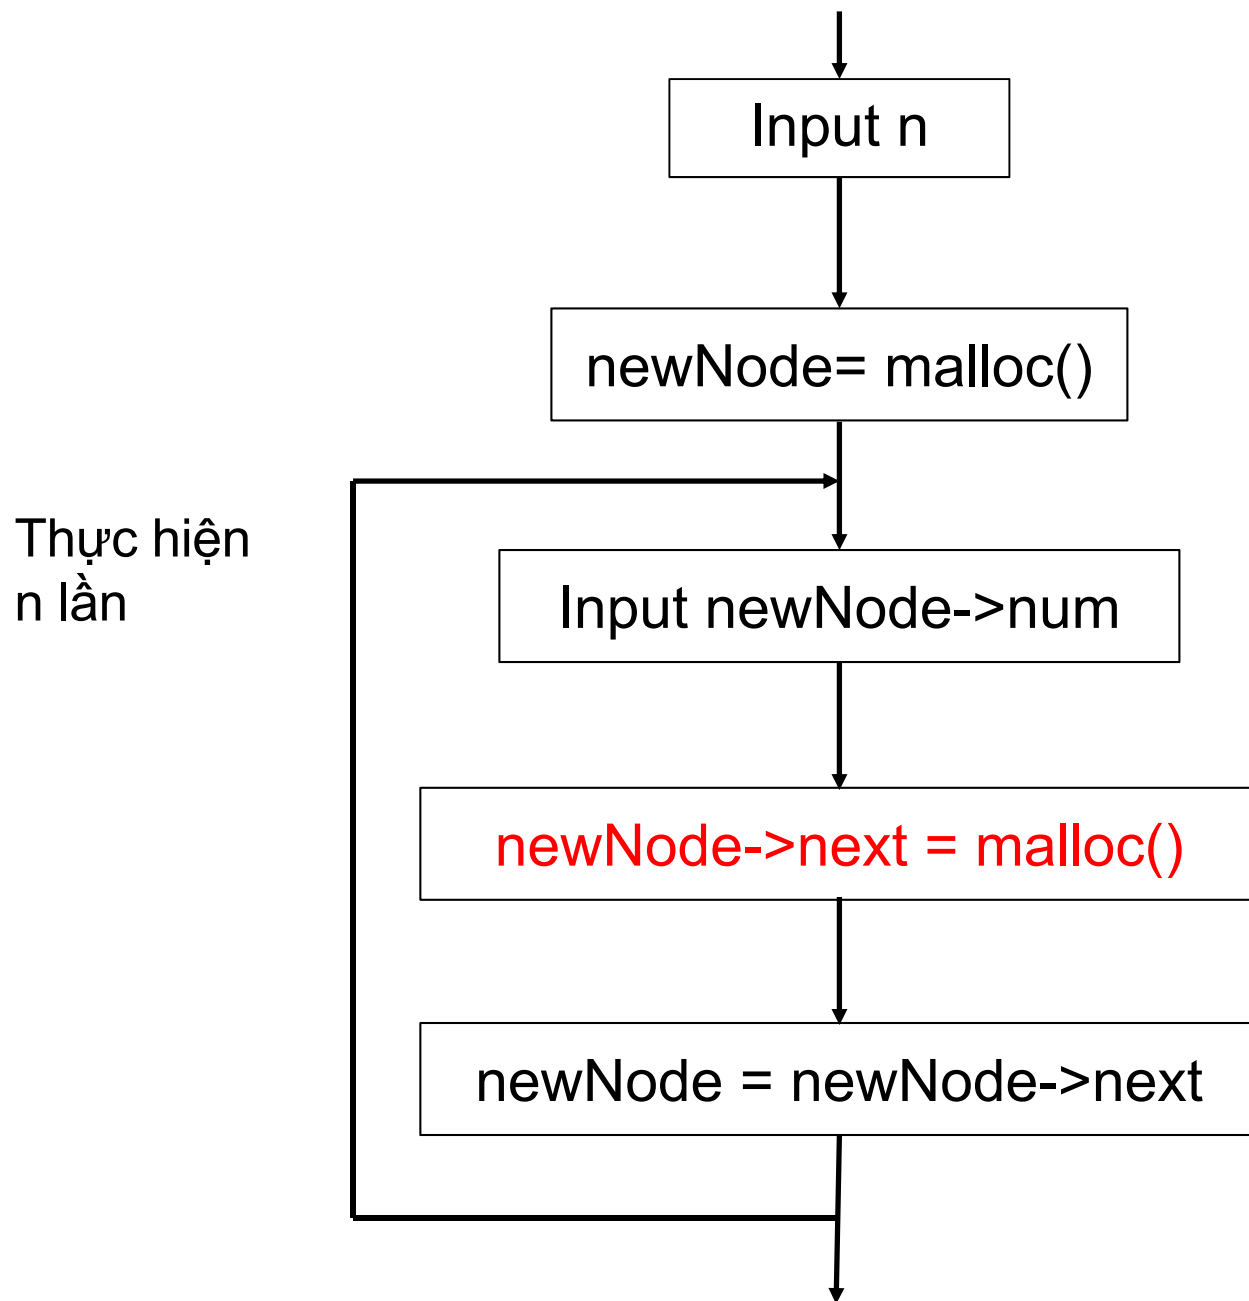 Input n
newNode= malloc()
Thực hiện
n lần
Input newNode->num
newNode->next = malloc()
newNode = newNode->next